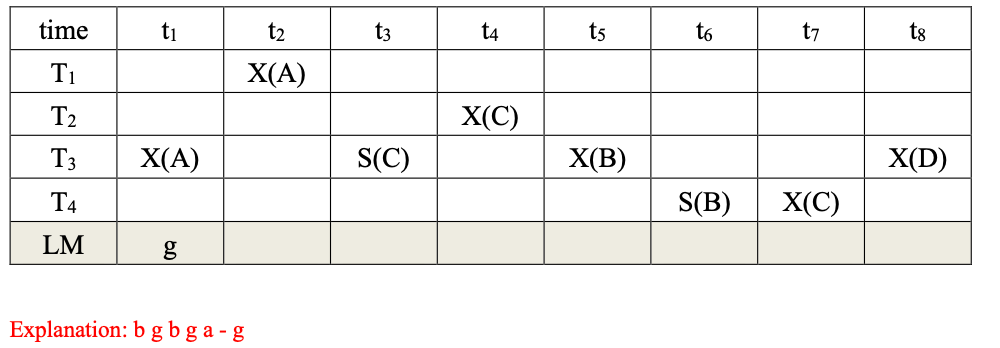 time t₁ t₂ t₃ t₄ t₅ t₆ t₇ t₈
T₁ X(A)
T₂ X(C)
T₃ X(A) S(C) X(B) X(D)
T₄ S(B) X(C)
LM g
Explanation: b g b g a - g